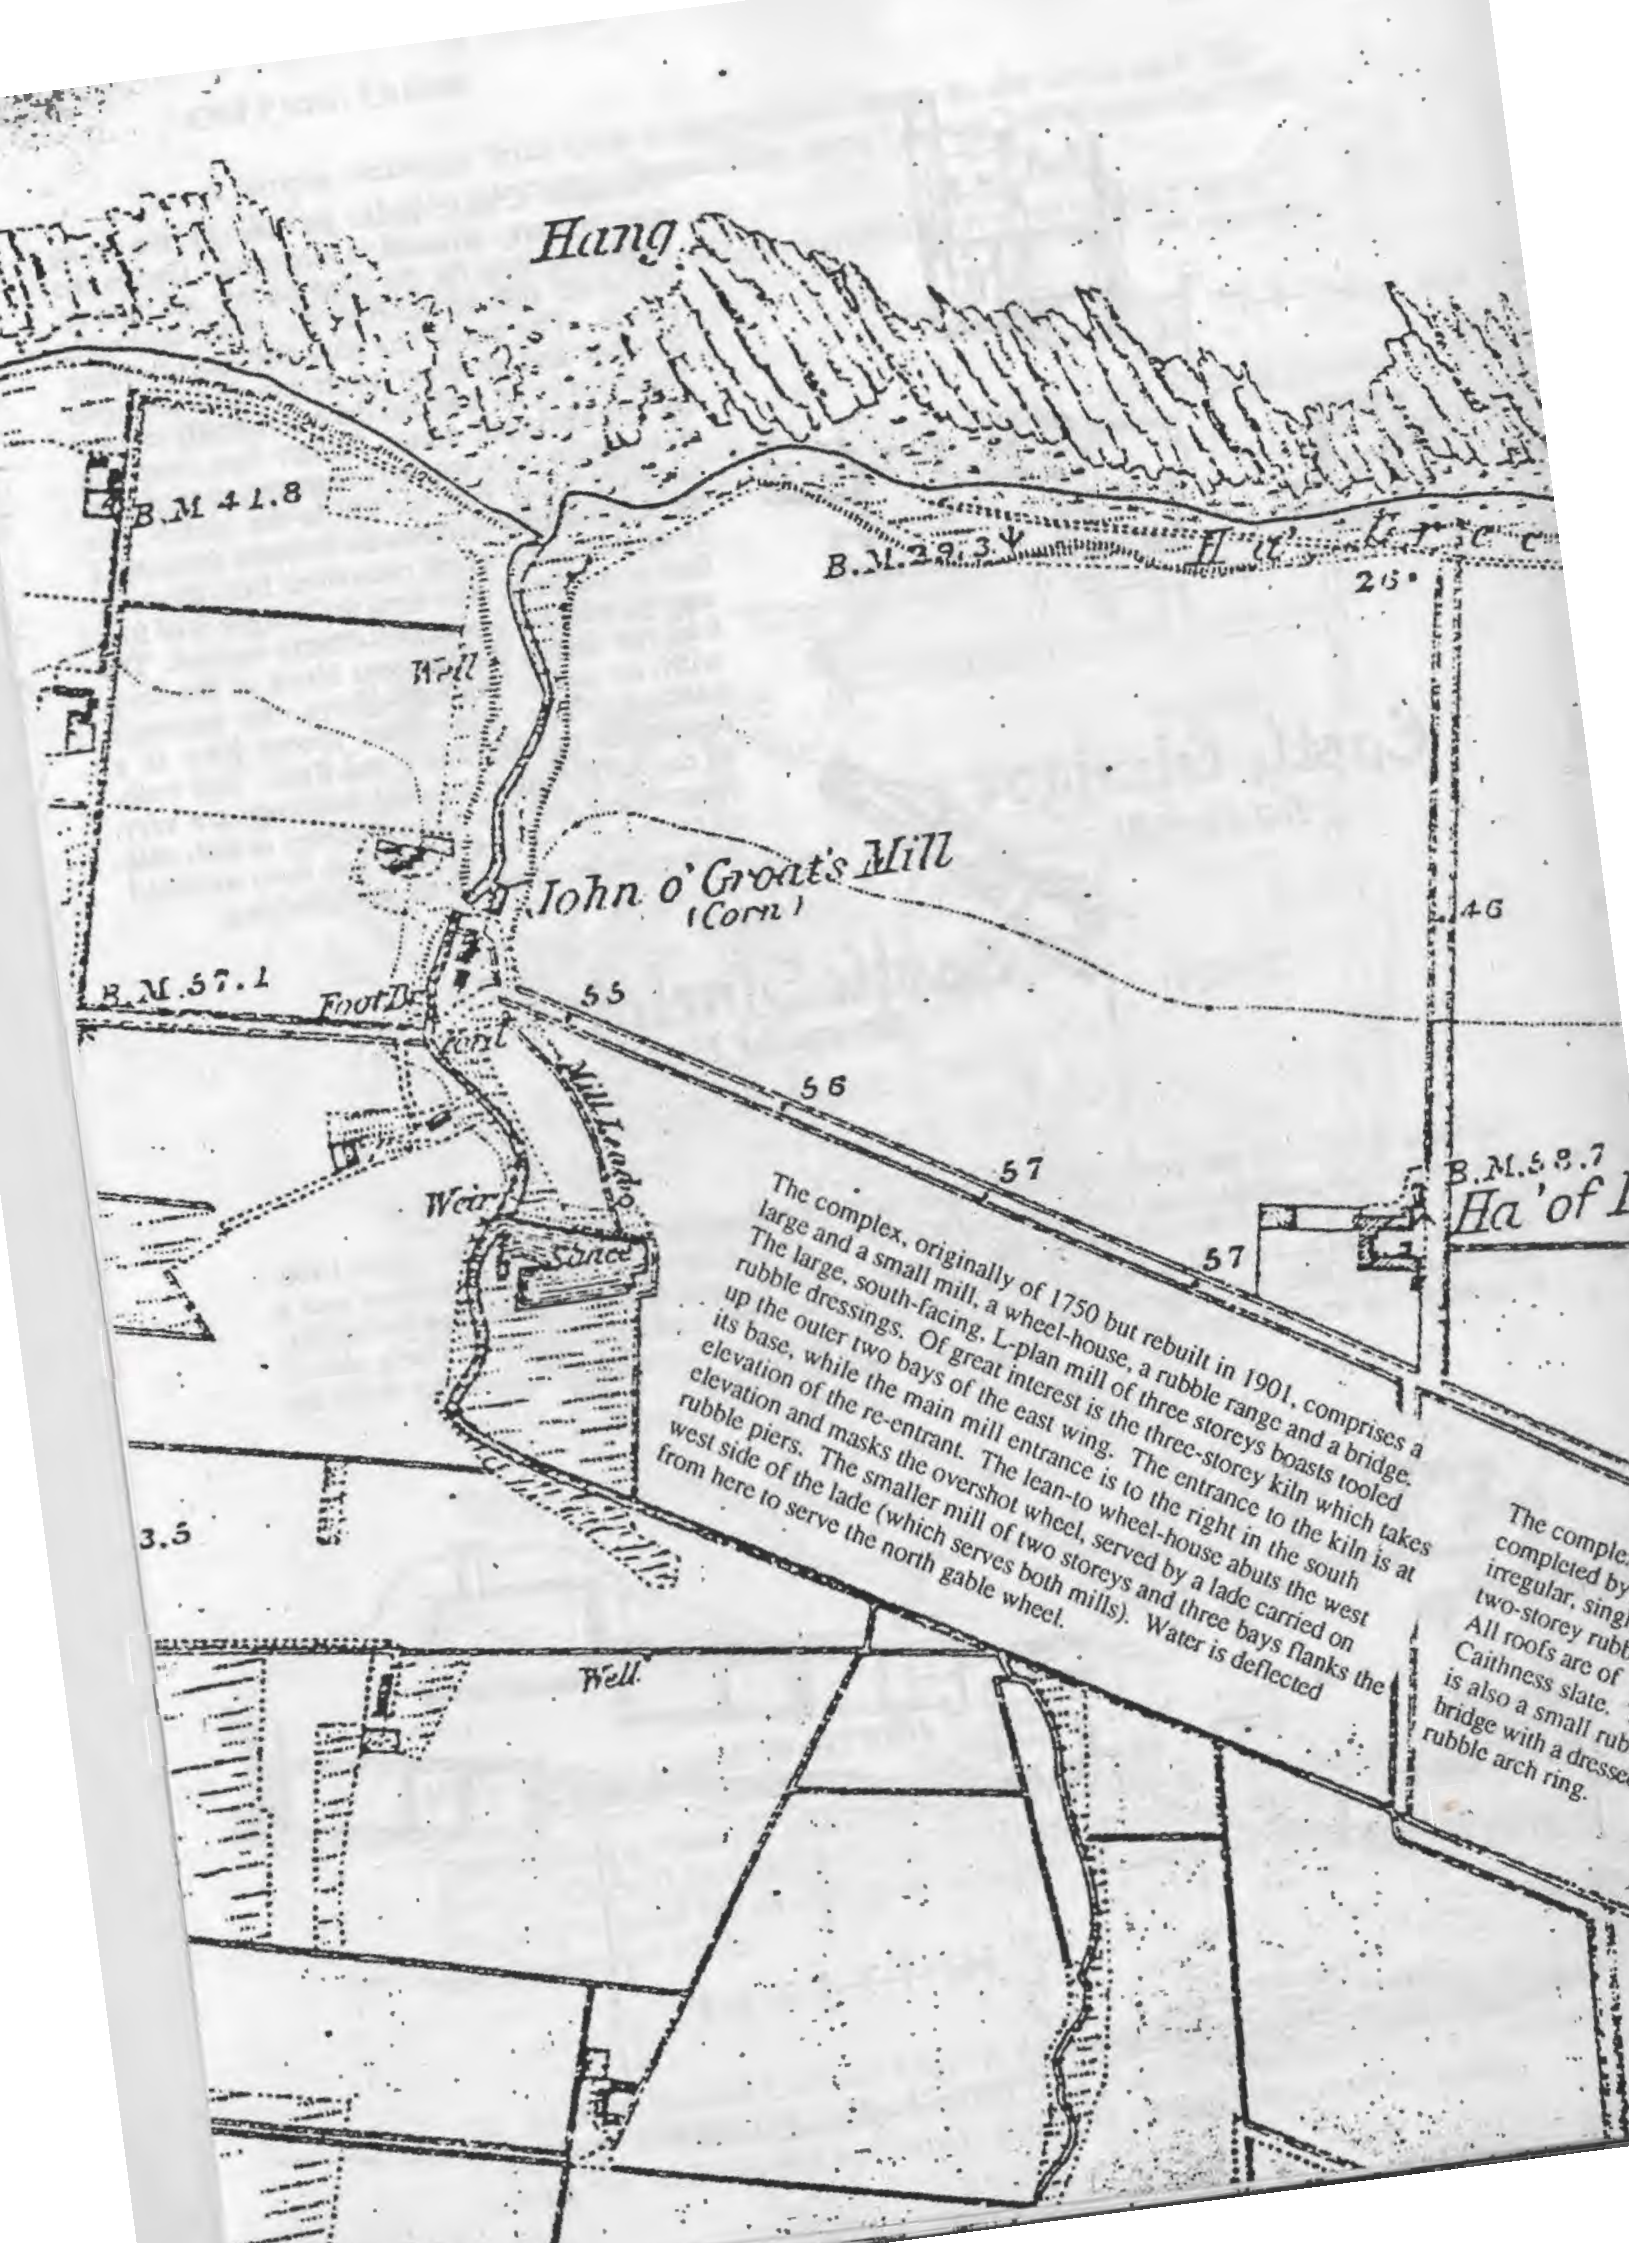 Hang
B.M 41.8
B.M.29.3
26
Well
John o' Groat's Mill
(Corn)
46
B.M.57.1
Foot Br
55
Mill Lead
56
57
B.M.58.7
Ha' of
Weir
Sluice
57
The complex, originally of 1750 but rebuilt in 1901, comprises a
large and a small mill, a wheel-house, a rubble range and a bridge.
The large, south-facing, L-plan mill of three storeys boasts tooled
rubble dressings. Of great interest is the three-storey kiln which takes
up the outer two bays of the east wing. The entrance to the kiln is at
its base, while the main mill entrance is to the right in the south
elevation of the re-entrant. The lean-to wheel-house abuts the west
elevation and masks the overshot wheel, served by a lade carried on
rubble piers. The smaller mill of two storeys and three bays flanks the
west side of the lade (which serves both mills). Water is deflected
from here to serve the north gable wheel.
3.5
Well
The comple
completed by
irregular, singl
two-storey rubb
All roofs are of
Caithness slate.
is also a small rub
bridge with a dresse
rubble arch ring.